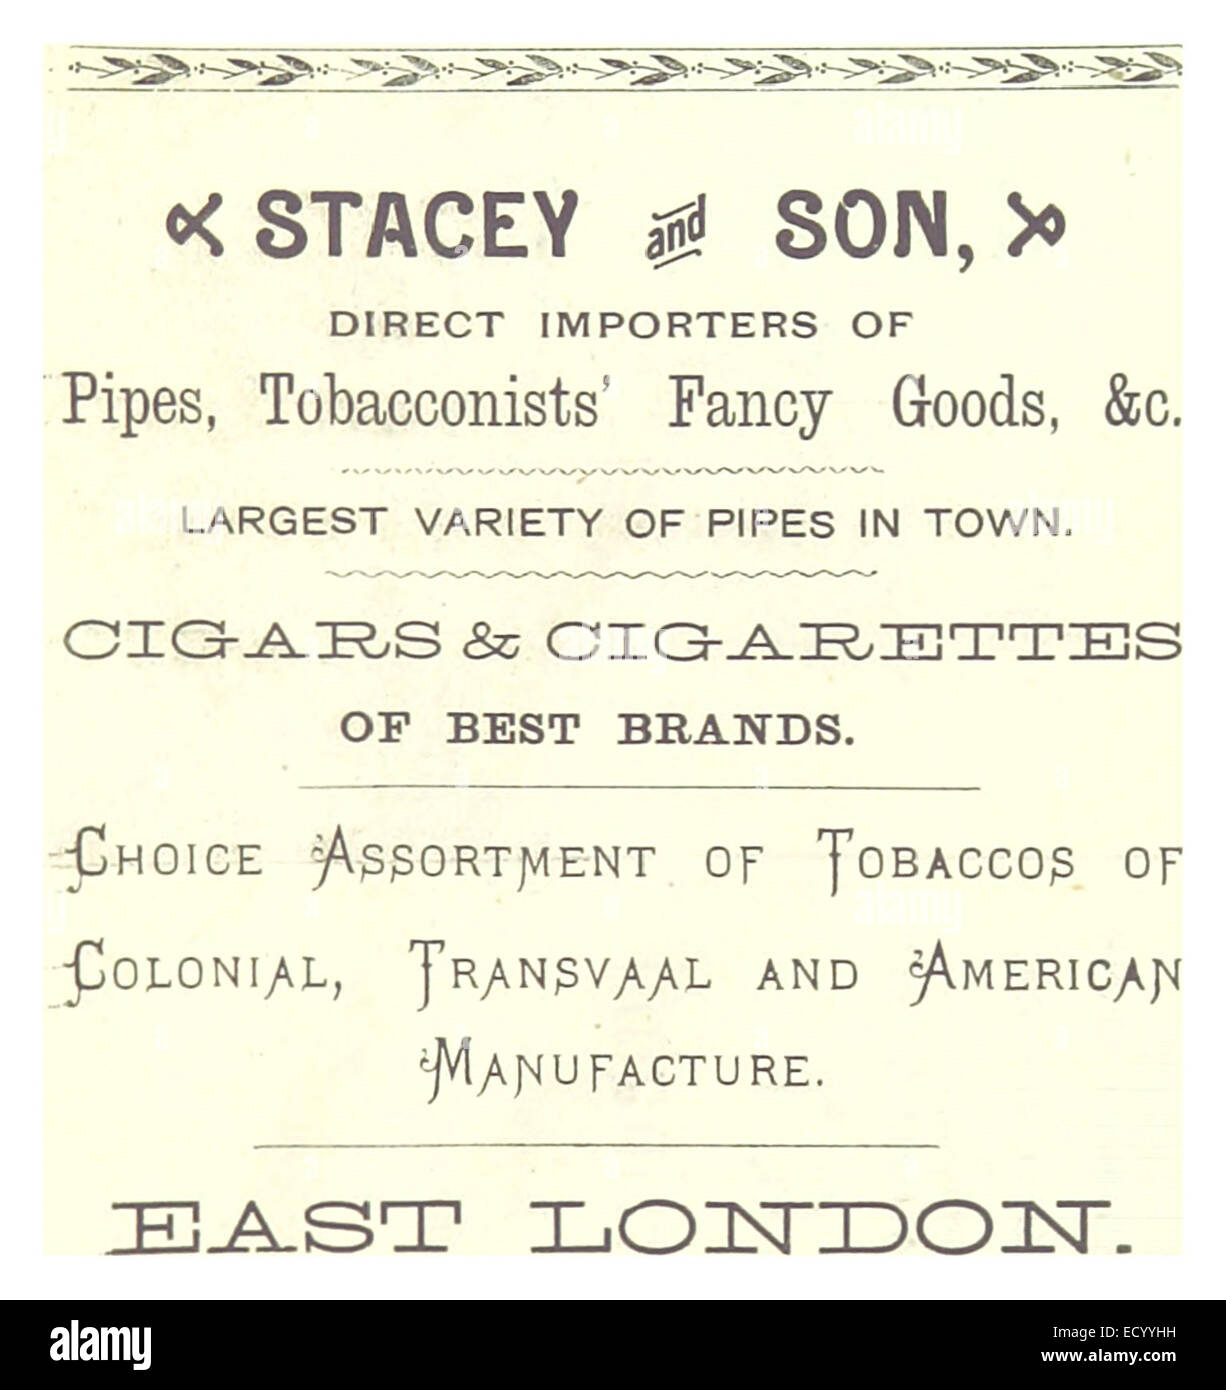 STACEY and SON,
DIRECT IMPORTERS OF
Pipes, Tobacconists' Fancy Goods, &c.
LARGEST VARIETY OF PIPES IN TOWN.
CIGARS & CIGARETTES
OF BEST BRANDS.
CHOICE ASSORTMENT OF TOBACCOS OF
COLONIAL, TRANSVAAL AND AMERICAN
MANUFACTURE.
EAST LONDON.
alamy
Image ID: ECYYHH
www.alamy.com